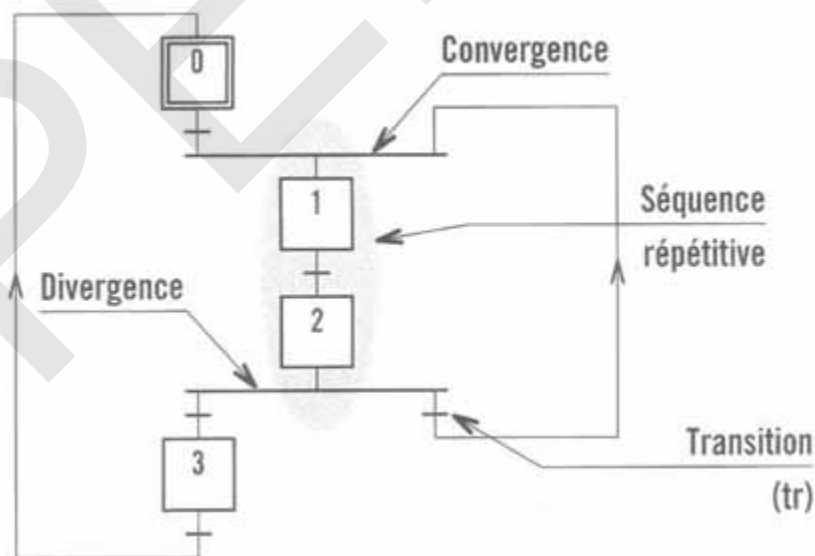 0
Convergence
1
Séquence
répétitive
Divergence
2
3
Transition
(tr)